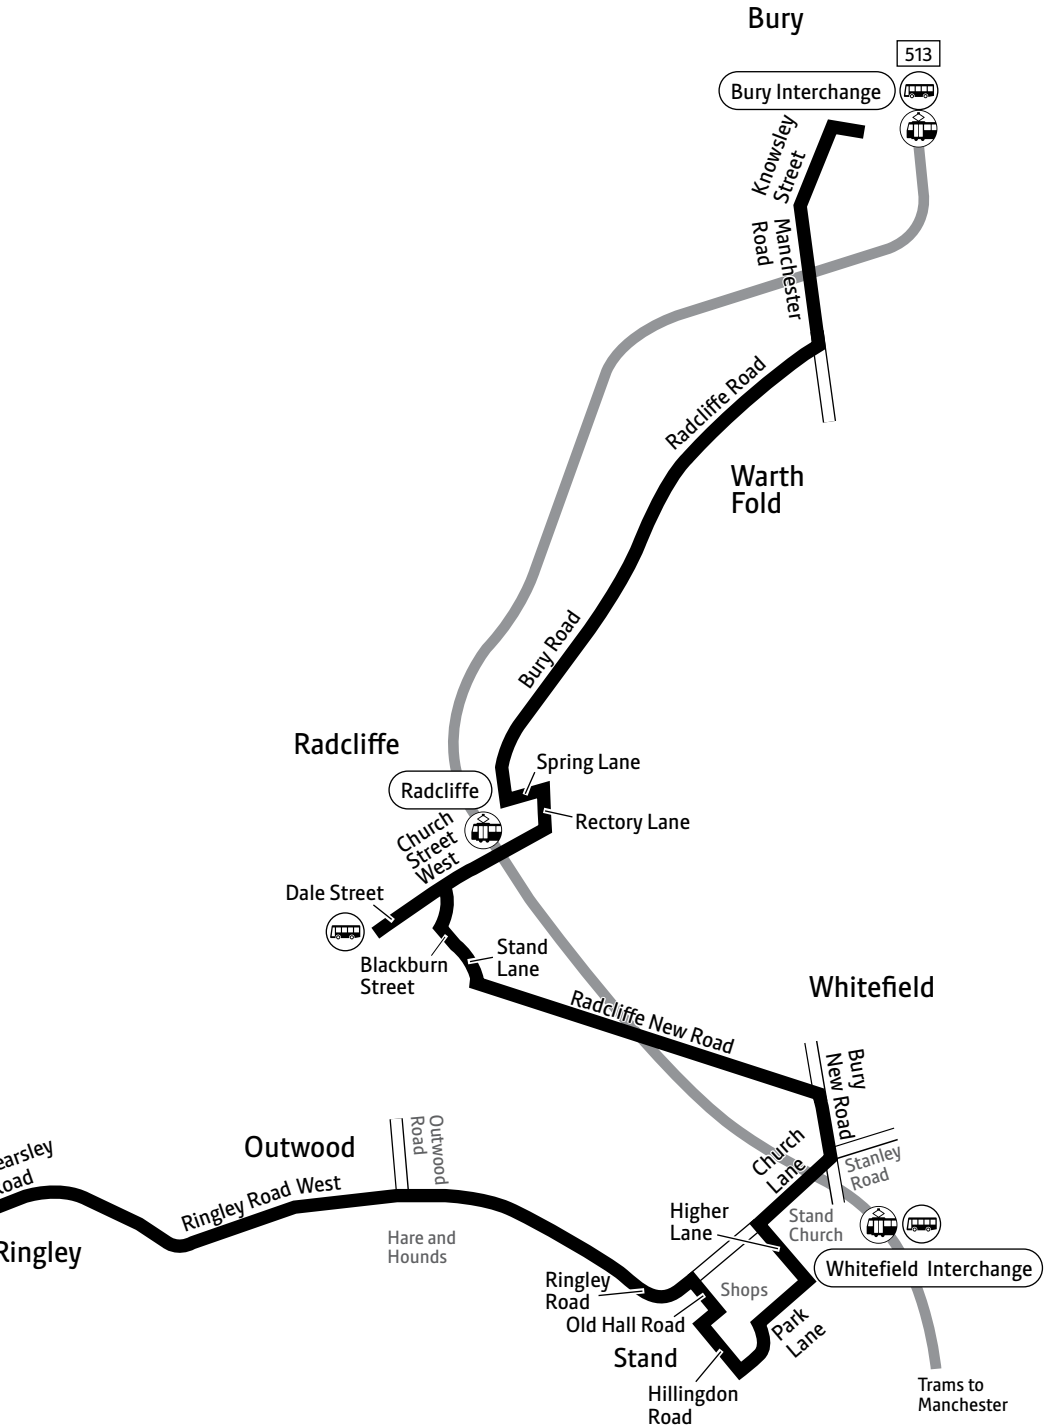 Bury
513
Bury Interchange
Knowsley
Street
Manchester
Road
Radcliffe Road
Warth
Fold
Bury Road
Radcliffe
Spring Lane
Radcliffe
Rectory Lane
Church
Street
West
Dale Street
Blackburn
Street
Stand
Lane
Whitefield
Radcliffe New Road
Bury
New Road
Outwood
Outwood
Road
Church
Lane
Stanley
Road
earsley
oad
Ringley Road West
Ringley
Hare and
Hounds
Higher
Lane
Stand
Church
Whitefield Interchange
Ringley
Road
Shops
Old Hall Road
Park
Lane
Stand
Hillingdon
Road
Trams to
Manchester